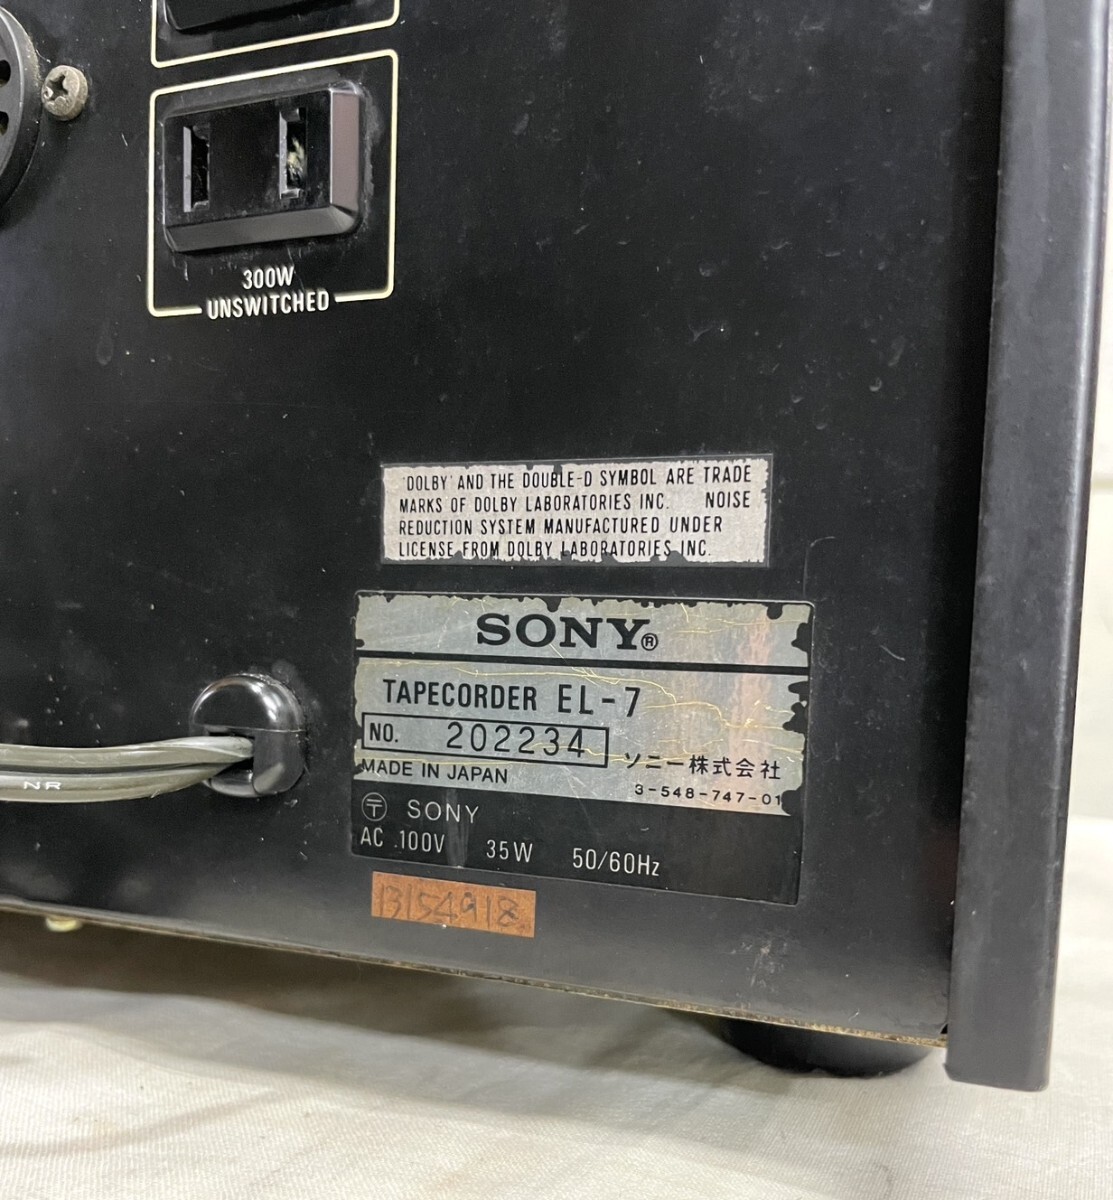 300W
UNSWITCHED
'DOLBY' AND THE DOUBLE-D SYMBOL ARE TRADE
MARKS OF DOLBY LABORATORIES INC. NOISE
REDUCTION SYSTEM MANUFACTURED UNDER
LICENSE FROM DOLBY LABORATORIES INC.
SONY®
TAPECORDER EL-7
NO. 202234
ソニー株式会社
MADE IN JAPAN
3-548-747-01
〶 SONY
AC 100V 35W 50/60Hz
13154918
NR